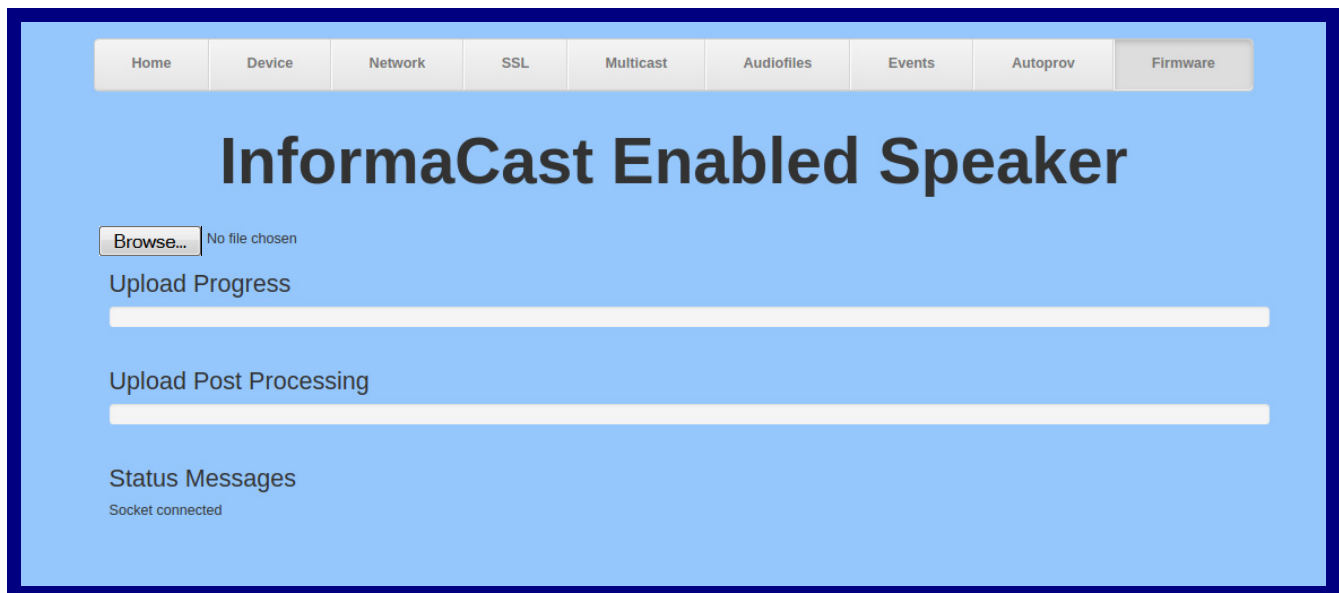 Home Device Network SSL Multicast Audiofiles Events Autoprov Firmware
InformaCast Enabled Speaker
Browse... No file chosen
Upload Progress
Upload Post Processing
Status Messages
Socket connected